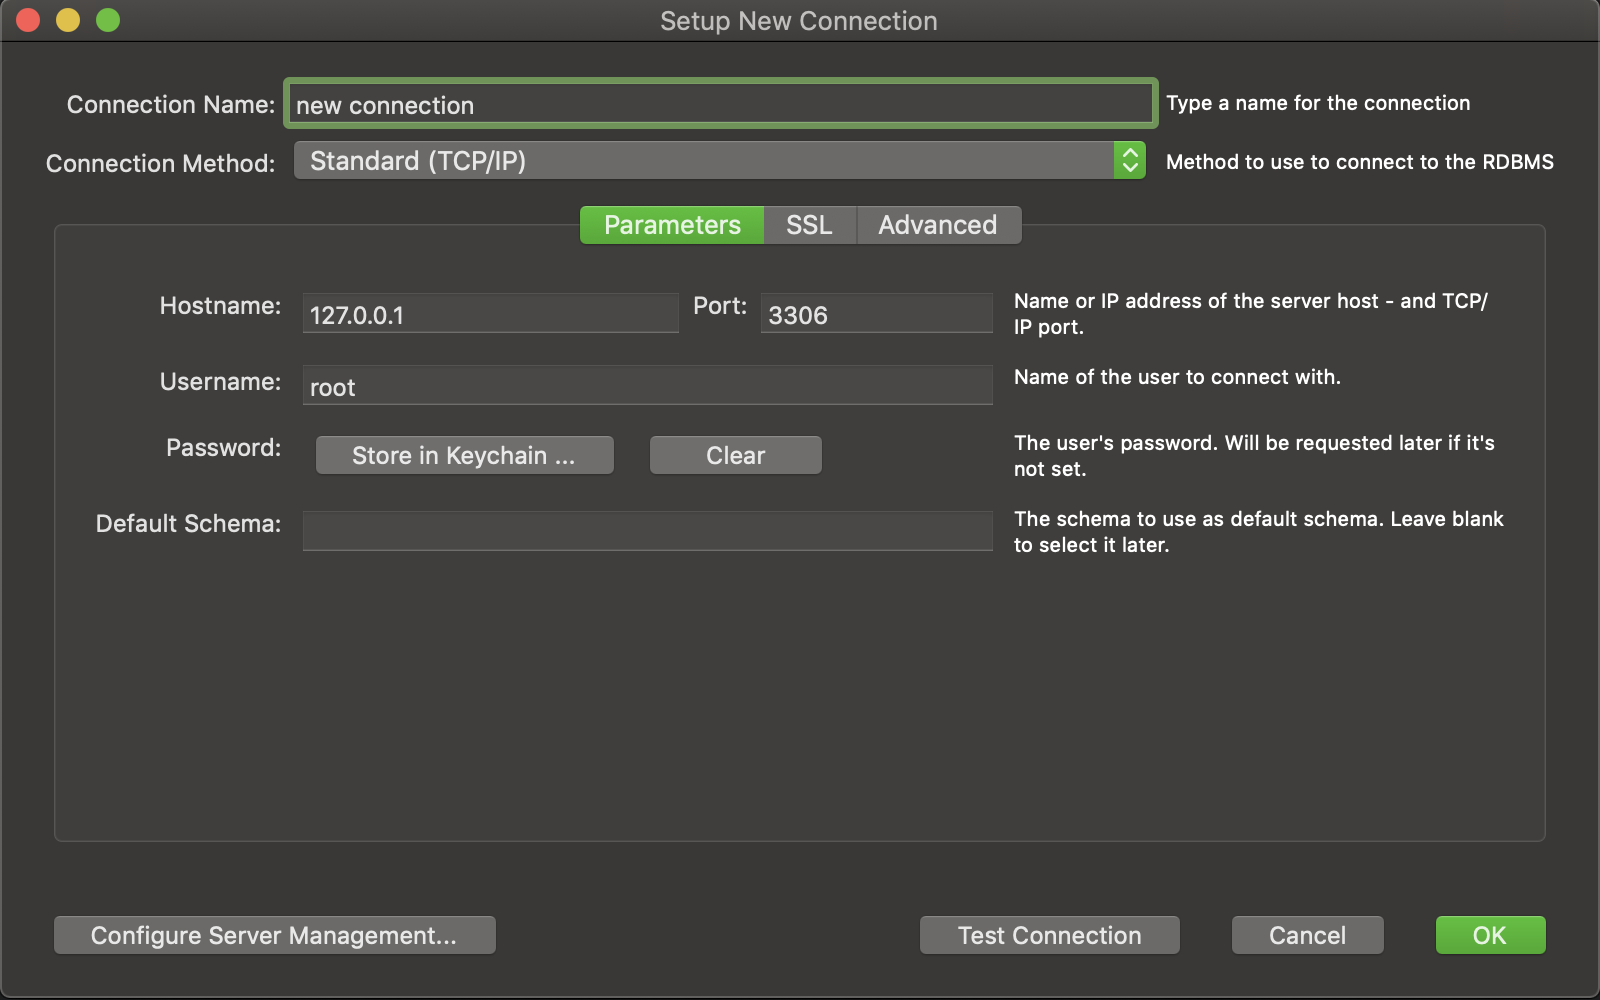 Setup New Connection
Connection Name: new connection Type a name for the connection
Connection Method: Standard (TCP/IP) Method to use to connect to the RDBMS
Parameters SSL Advanced
Hostname: 127.0.0.1 Port: 3306 Name or IP address of the server host - and TCP/
IP port.
Username: root Name of the user to connect with.
Password: Store in Keychain ... Clear The user's password. Will be requested later if it's
not set.
Default Schema: The schema to use as default schema. Leave blank
to select it later.
Configure Server Management... Test Connection Cancel OK